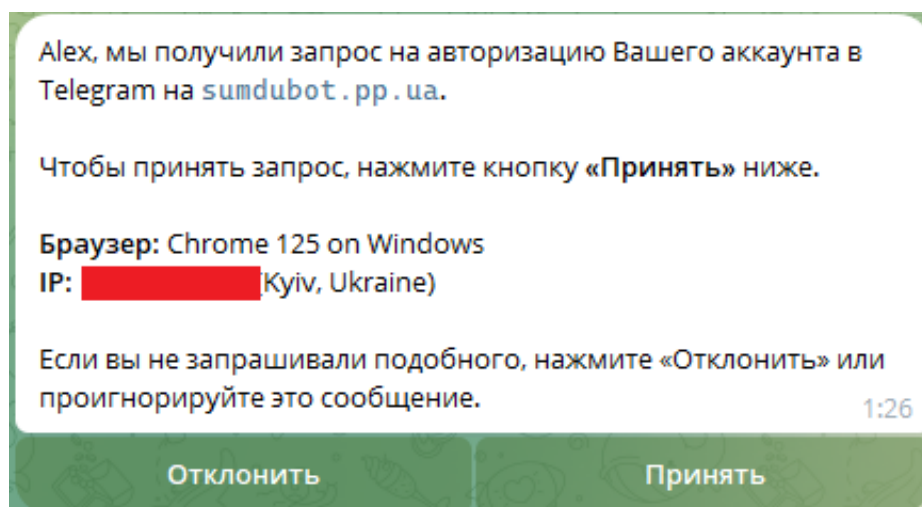 Alex, мы получили запрос на авторизацию Вашего аккаунта в
Telegram на sumdubot.pp.ua.
Чтобы принять запрос, нажмите кнопку «Принять» ниже.
Браузер: Chrome 125 on Windows
IP: (Kyiv, Ukraine)
Если вы не запрашивали подобного, нажмите «Отклонить» или
проигнорируйте это сообщение.
1:26
Отклонить
Принять